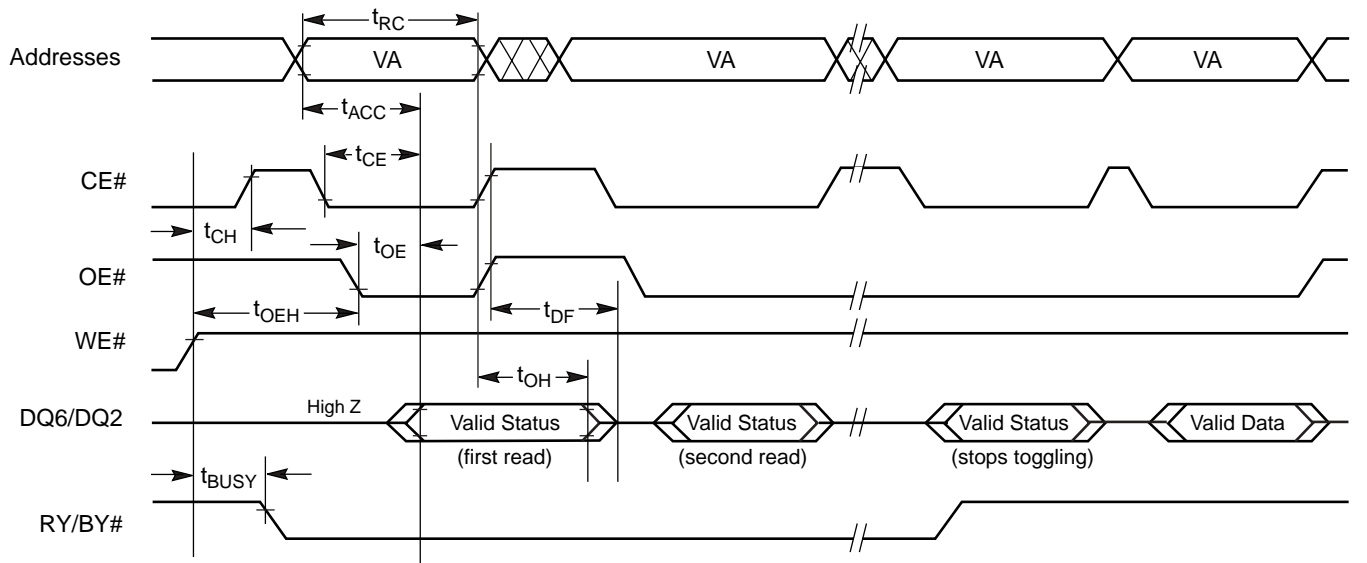 tRC
Addresses VA VA VA VA
tACC
tCE
CE#
tCH tOE
OE#
tOEH tDF
WE#
tOH
High Z
DQ6/DQ2 Valid Status Valid Status Valid Status Valid Data
(first read) (second read) (stops toggling)
tBUSY
RY/BY#